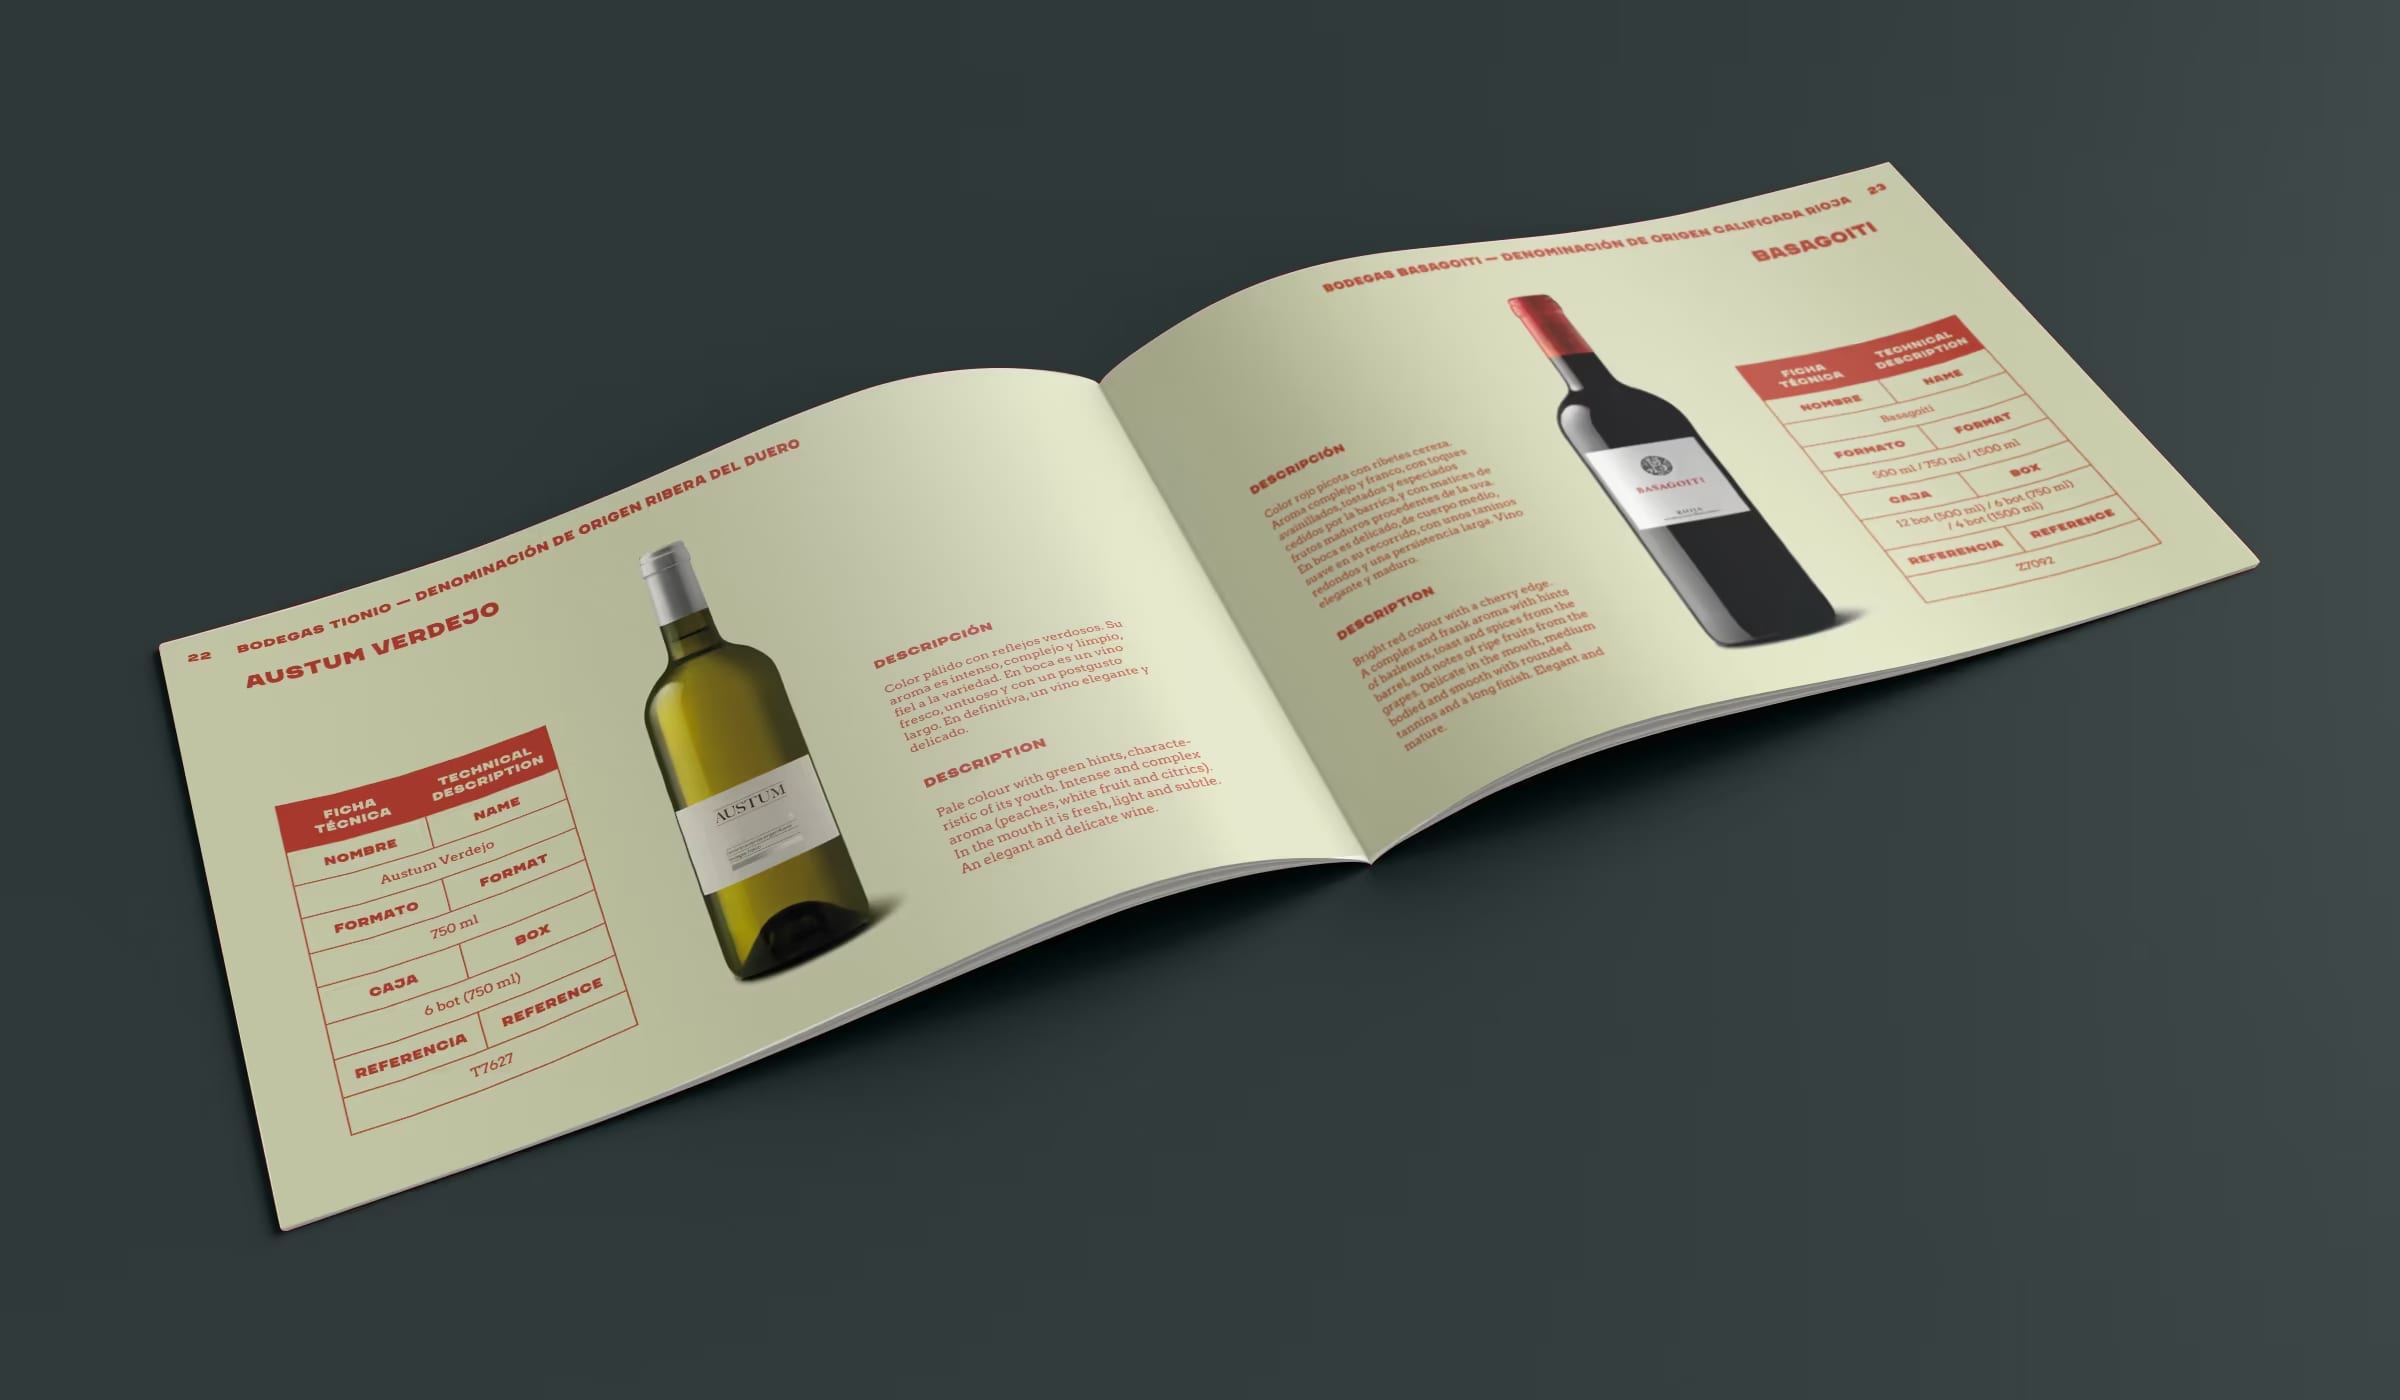 22
BODEGAS TIONIO — DENOMINACIÓN DE ORIGEN RIBERA DEL DUERO
AUSTUM VERDEJO
FICHA TÉCNICA
TECHNICAL DESCRIPTION
NOMBRE
NAME
Austum Verdejo
FORMATO
FORMAT
750 ml
CAJA
BOX
6 bot (750 ml)
REFERENCIA
REFERENCE
T7627
AUSTUM
DESCRIPCIÓN
Color pálido con reflejos verdosos. Su
aroma es intenso, complejo y limpio,
fiel a la variedad. En boca es un vino
fresco, untuoso y con un postgusto
largo. En definitiva, un vino elegante y
delicado.
DESCRIPTION
Pale colour with green hints, characte-
ristic of its youth. Intense and complex
aroma (peaches, white fruit and citrics).
In the mouth it is fresh, light and subtle.
An elegant and delicate wine.
BODEGAS BASAGOITI — DENOMINACIÓN DE ORIGEN CALIFICADA RIOJA
23
BASAGOITI
DESCRIPCIÓN
Color rojo picota con ribetes cereza.
Aroma complejo y franco, con toques
avainillados, tostados y especiados
cedidos por la barrica, y con matices de
frutos maduros procedentes de la uva.
En boca es delicado, de cuerpo medio,
suave en su recorrido, con unos taninos
redondos y una persistencia larga. Vino
elegante y maduro.
DESCRIPTION
Bright red colour with a cherry edge.
A complex and frank aroma with hints
of hazlenuts, toast and spices from the
barrel, and notes of ripe fruits from the
grapes. Delicate in the mouth, medium
bodied and smooth with rounded
tannins and a long finish. Elegant and
mature.
BASAGOITI
RIOJA
FICHA TÉCNICA
TECHNICAL DESCRIPTION
NOMBRE
NAME
Basagoiti
FORMATO
FORMAT
500 ml / 750 ml / 1500 ml
CAJA
BOX
12 bot (500 ml) / 6 bot (750 ml)
/ 4 bot (1500 ml)
REFERENCIA
REFERENCE
Z7092